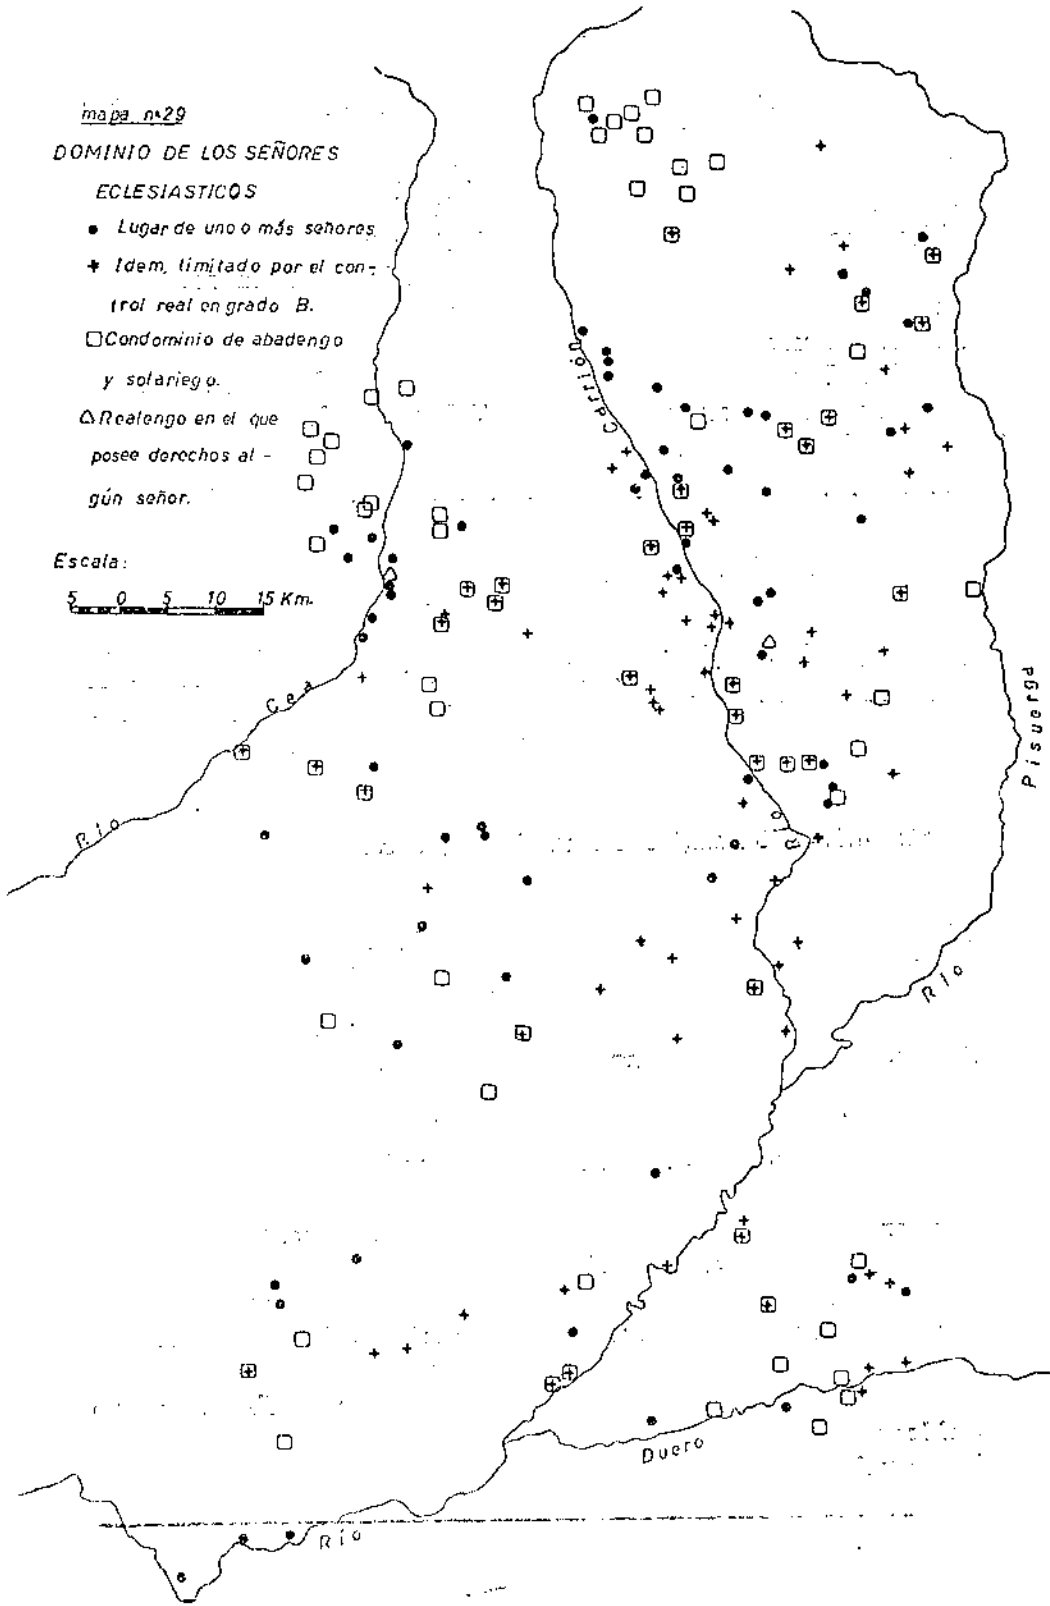 mapa nº29
DOMINIO DE LOS SEÑORES
ECLESIASTICOS
● Lugar de uno o más señores.
+ Idem, limitado por el con-
trol real en grado B.
□ Condominio de abadengo
y solariego.
△ Realengo en el que
posee derechos al-
gún señor.
Escala:
5 0 5 10 15 Km.
Carrión
Río
Cea
Río
Pisuerga
Río
Duero
Río